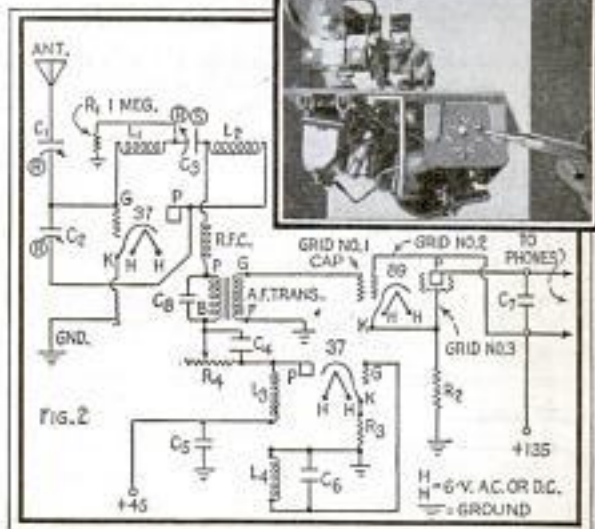 ANT.
C1
R
R1 1 MEG.
L1
R S
C3
L2
C2
R
G
37
P
K
H H
GND.
R.F.C.
P G
C8
B F
A.F.TRANS.
GRID NO.1
CAP
GRID NO.2
89
K
H H
P
GRID NO.3
TO
PHONES
C7
C4
R4
37
P
G
H H
K
L3
R3
R2
FIG.2
C5
L4
C6
+45
+135
H
H =6-V. A.C. OR D.C.
= GROUND